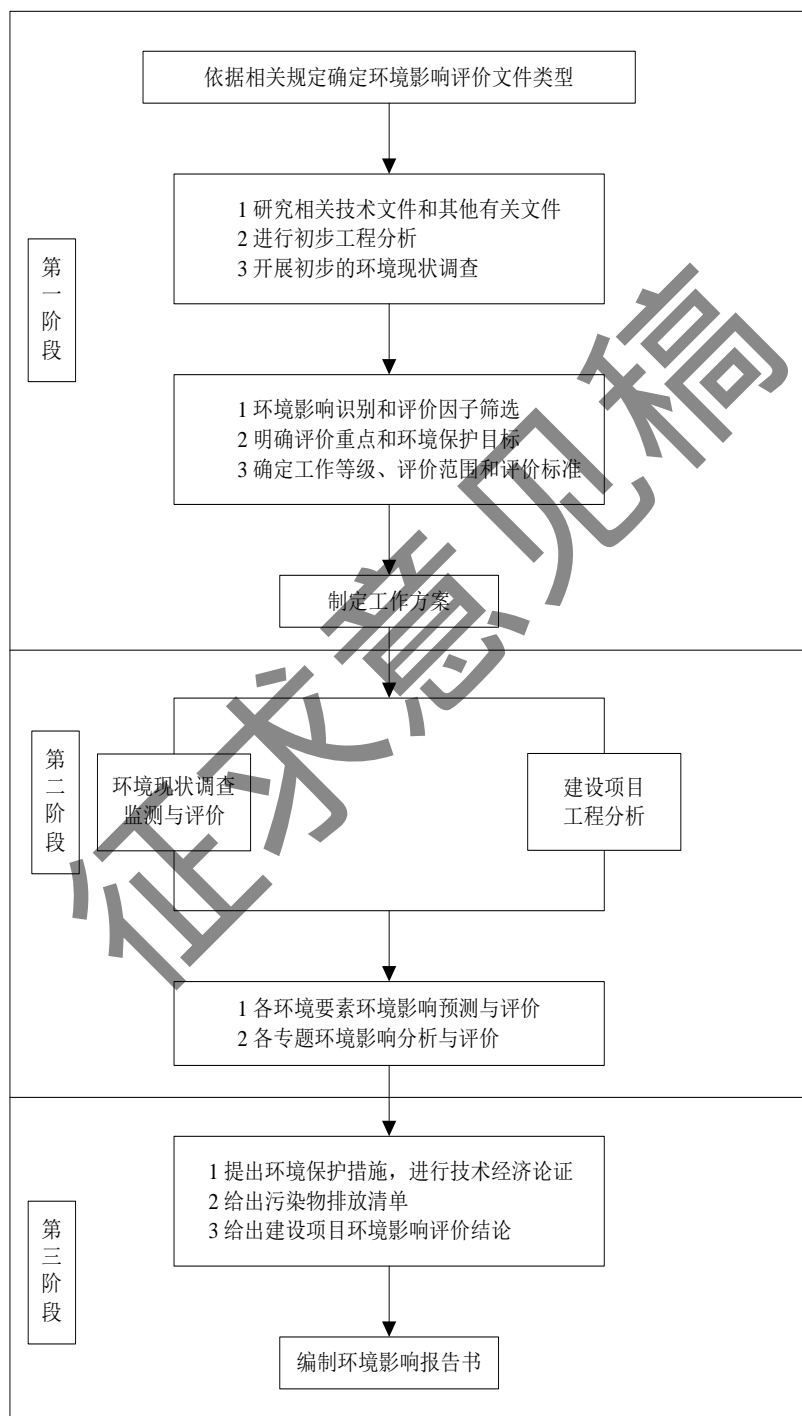 依据相关规定确定环境影响评价文件类型
1 研究相关技术文件和其他有关文件
2 进行初步工程分析
3 开展初步的环境现状调查
第一阶段
1 环境影响识别和评价因子筛选
2 明确评价重点和环境保护目标
3 确定工作等级、评价范围和评价标准
制定工作方案
第二阶段
环境现状调查
监测与评价
建设项目
工程分析
1 各环境要素环境影响预测与评价
2 各专题环境影响分析与评价
第三阶段
1 提出环境保护措施，进行技术经济论证
2 给出污染物排放清单
3 给出建设项目环境影响评价结论
编制环境影响报告书
征求意见稿